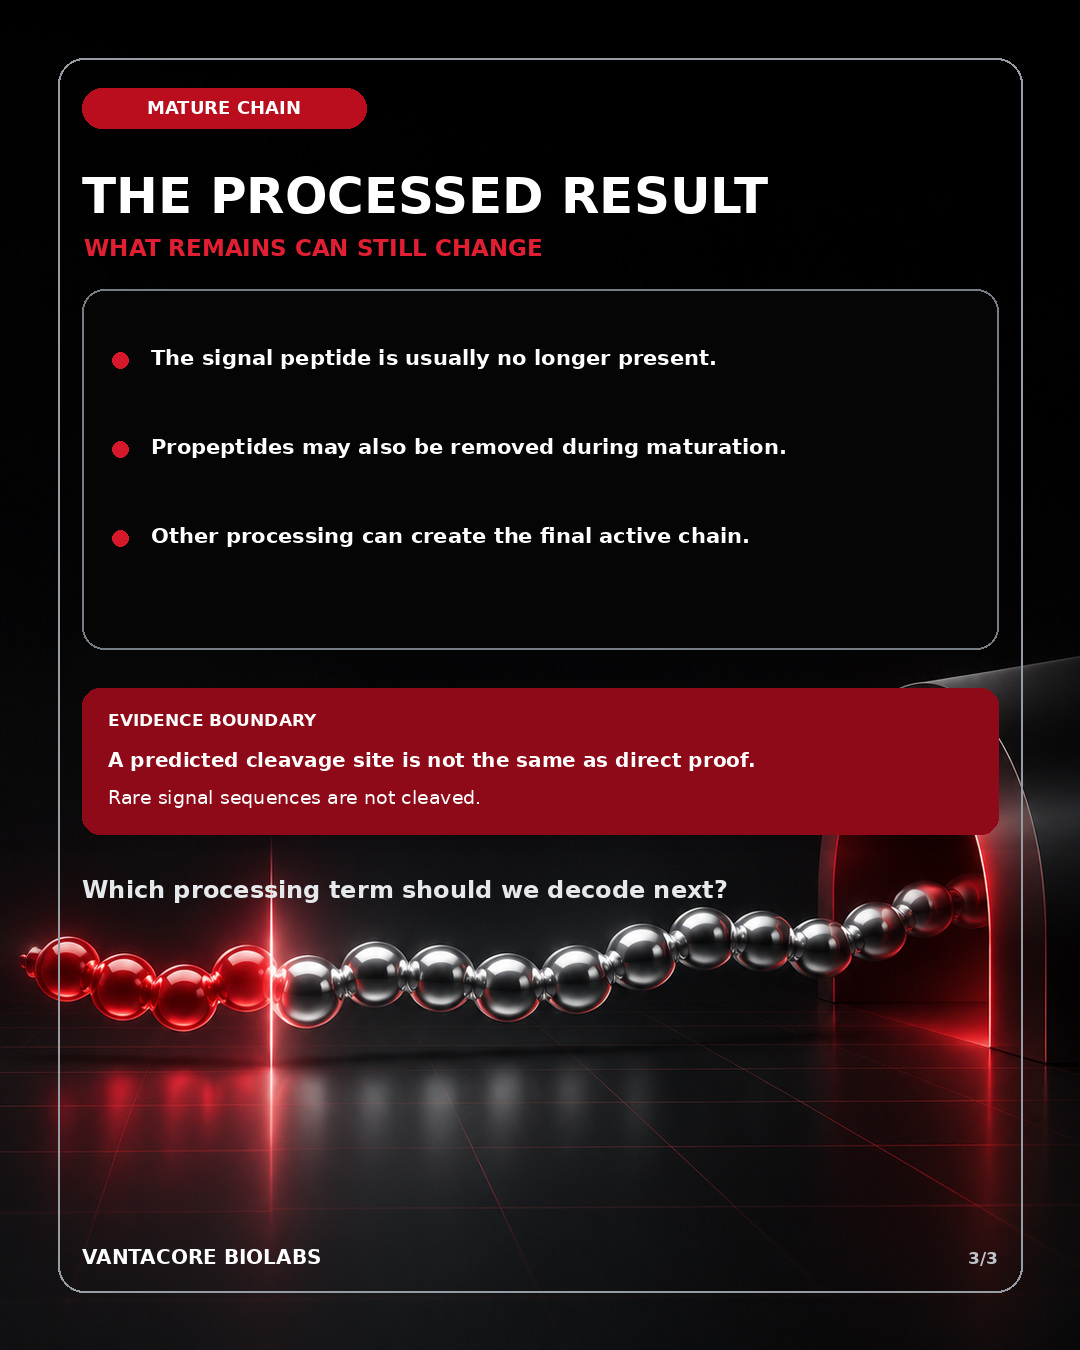 MATURE CHAIN
THE PROCESSED RESULT
WHAT REMAINS CAN STILL CHANGE
The signal peptide is usually no longer present.
Propeptides may also be removed during maturation.
Other processing can create the final active chain.
EVIDENCE BOUNDARY
A predicted cleavage site is not the same as direct proof.
Rare signal sequences are not cleaved.
Which processing term should we decode next?
VANTACORE BIOLABS
3/3